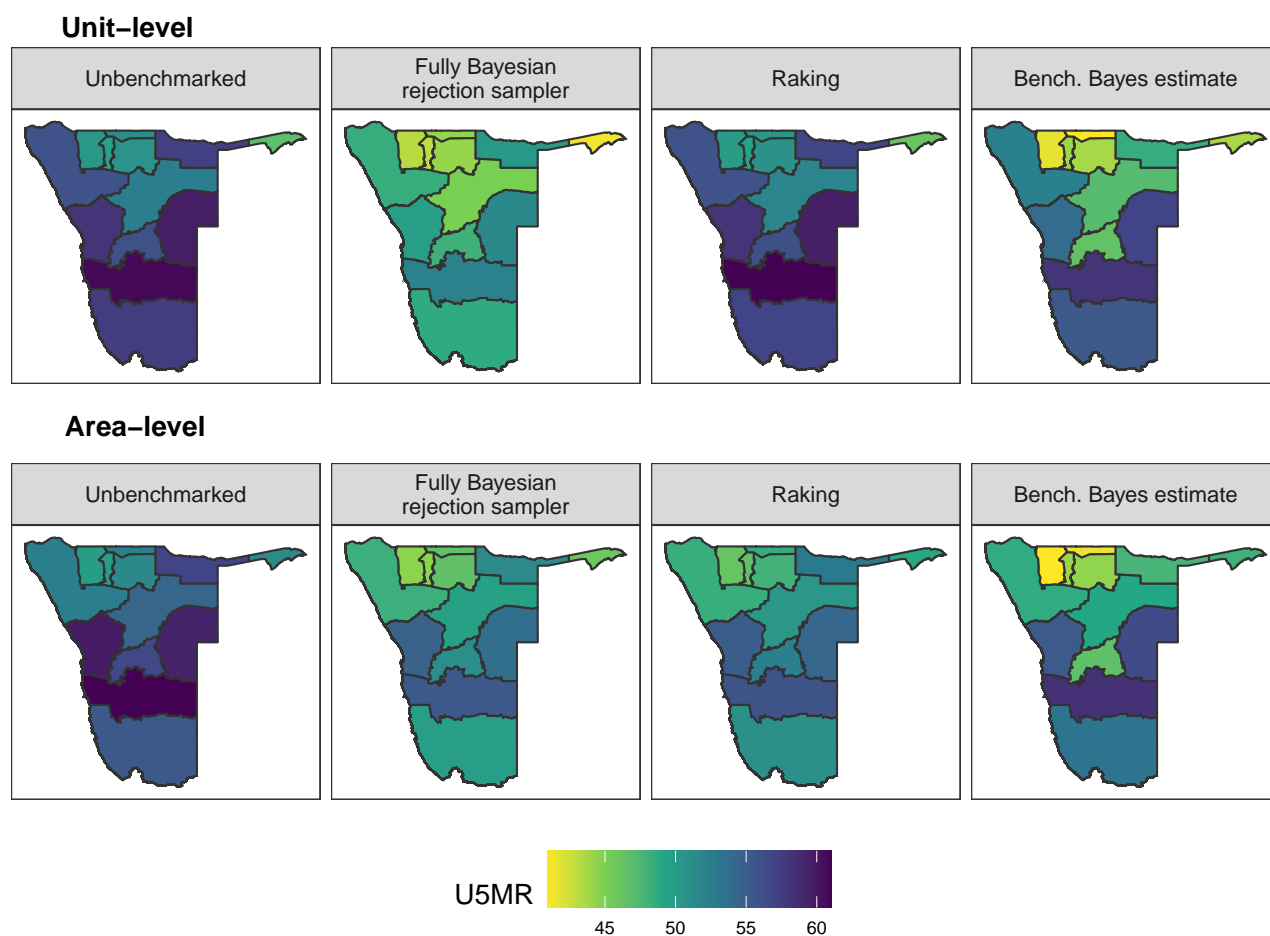 Unit−level
Unbenchmarked
Fully Bayesian
rejection sampler
Raking
Bench. Bayes estimate
Area−level
Unbenchmarked
Fully Bayesian
rejection sampler
Raking
Bench. Bayes estimate
U5MR
45 50 55 60